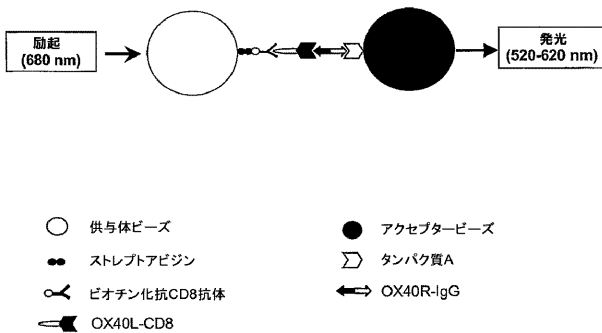 励起
(680 nm)
発光
(520-620 nm)
供与体ビーズ
アクセプタービーズ
ストレプトアビジン
タンパク質A
ビオチン化抗CD8抗体
OX40R-IgG
OX40L-CD8